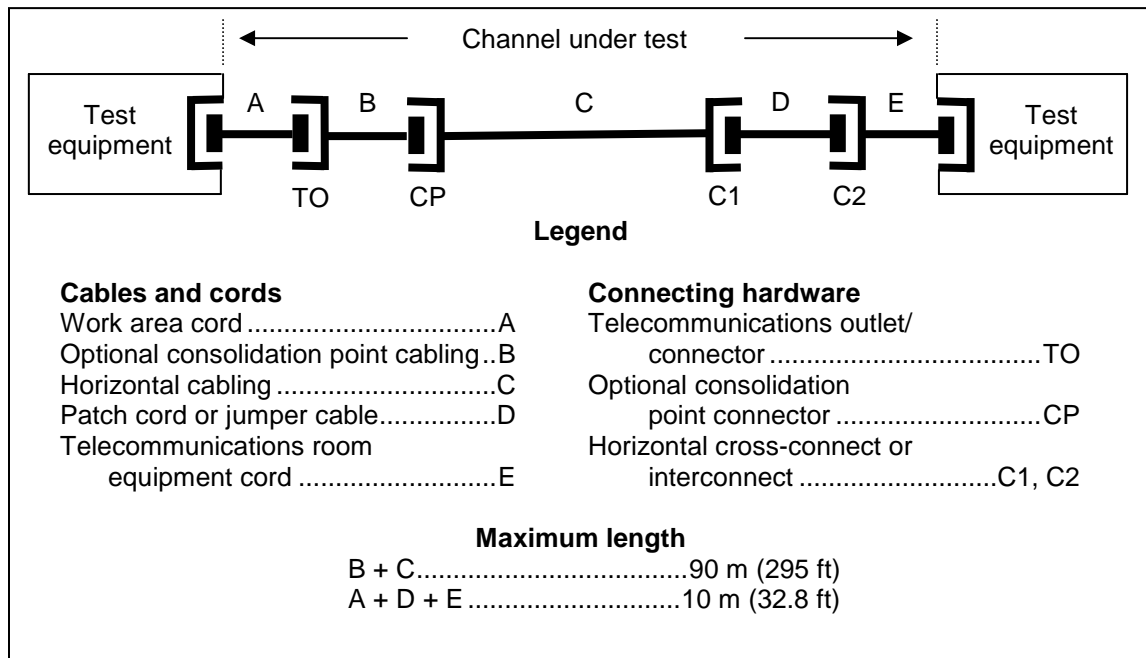 Channel under test
Test equipment
A
B
C
D
E
Test equipment
TO
CP
C1
C2
Legend
Cables and cords
Work area cord ..................................A
Optional consolidation point cabling..B
Horizontal cabling ..............................C
Patch cord or jumper cable................D
Telecommunications room
equipment cord ...........................E
Connecting hardware
Telecommunications outlet/
connector .....................................TO
Optional consolidation
point connector ............................CP
Horizontal cross-connect or
interconnect ...........................C1, C2
Maximum length
B + C.....................................90 m (295 ft)
A + D + E .............................10 m (32.8 ft)